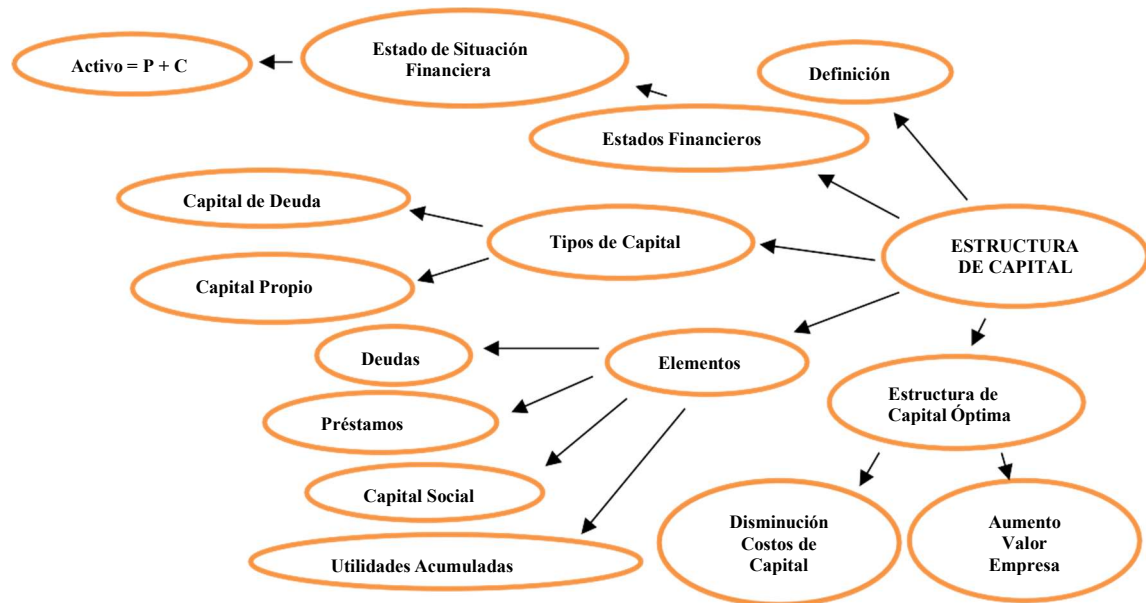 Estado de Situación
Financiera
Activo = P + C
Definición
Estados Financieros
Capital de Deuda
Tipos de Capital
ESTRUCTURA
DE CAPITAL
Capital Propio
Deudas
Elementos
Estructura de
Capital Óptima
Préstamos
Capital Social
Disminución
Costos de
Capital
Aumento
Valor
Empresa
Utilidades Acumuladas